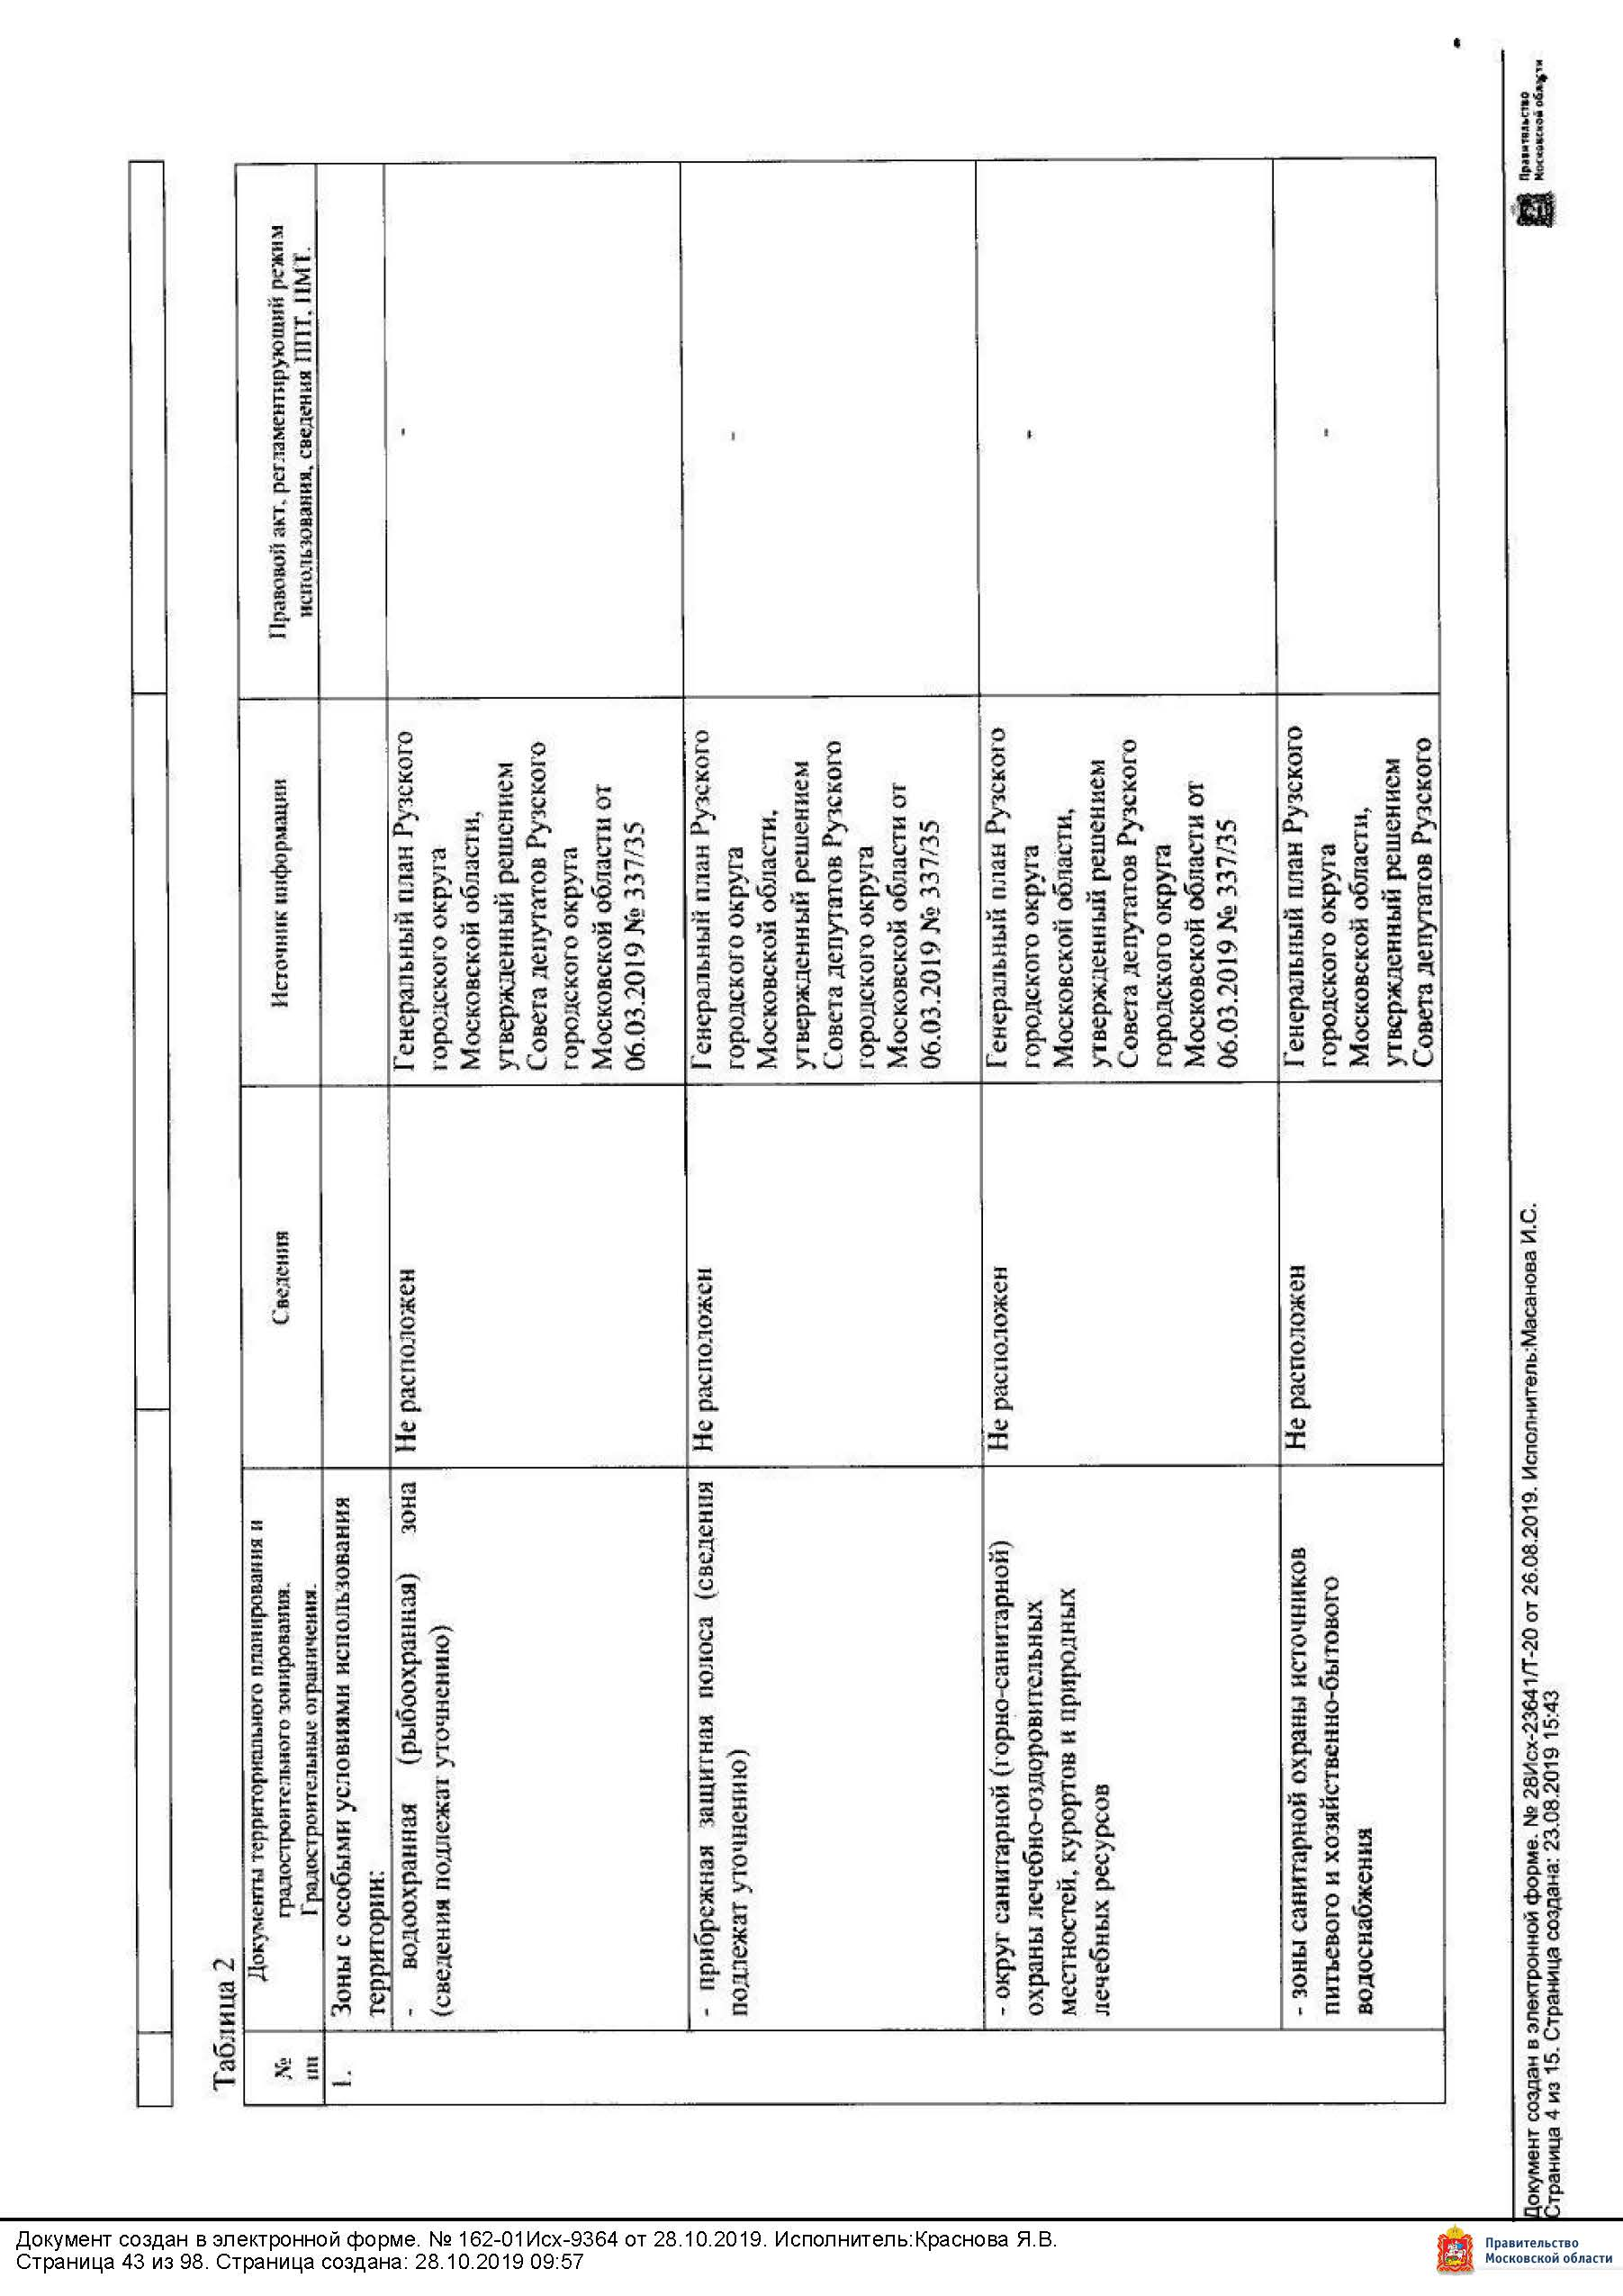 Таблица 2
№
пп
Документы территориального планирования и
градостроительного зонирования.
Градостроительные ограничения.
Сведения
Источник информации
Правовой акт, регламентирующий режим
использования, сведения ППТ, ПМТ.
1.
Зоны с особыми условиями использования
территории:
- водоохранная (рыбоохранная) зона
(сведения подлежат уточнению)
Не расположен
Генеральный план Рузского
городского округа
Московской области,
утвержденный решением
Совета депутатов Рузского
городского округа
Московской области от
06.03.2019 № 337/35
-
- прибрежная защитная полоса (сведения
подлежат уточнению)
Не расположен
Генеральный план Рузского
городского округа
Московской области,
утвержденный решением
Совета депутатов Рузского
городского округа
Московской области от
06.03.2019 № 337/35
-
- округ санитарной (горно-санитарной)
охраны лечебно-оздоровительных
местностей, курортов и природных
лечебных ресурсов
Не расположен
Генеральный план Рузского
городского округа
Московской области,
утвержденный решением
Совета депутатов Рузского
городского округа
Московской области от
06.03.2019 № 337/35
-
- зоны санитарной охраны источников
питьевого и хозяйственно-бытового
водоснабжения
Не расположен
Генеральный план Рузского
городского округа
Московской области,
утвержденный решением
Совета депутатов Рузского
-
Документ создан в электронной форме. № 28Исх-23641/Т-20 от 26.08.2019. Исполнитель:Масанова И.С.
Страница 4 из 15. Страница создана: 23.08.2019 15:43
Правительство
Московской области
Документ создан в электронной форме. № 162-01Исх-9364 от 28.10.2019. Исполнитель:Краснова Я.В.
Страница 43 из 98. Страница создана: 28.10.2019 09:57
Правительство
Московской области